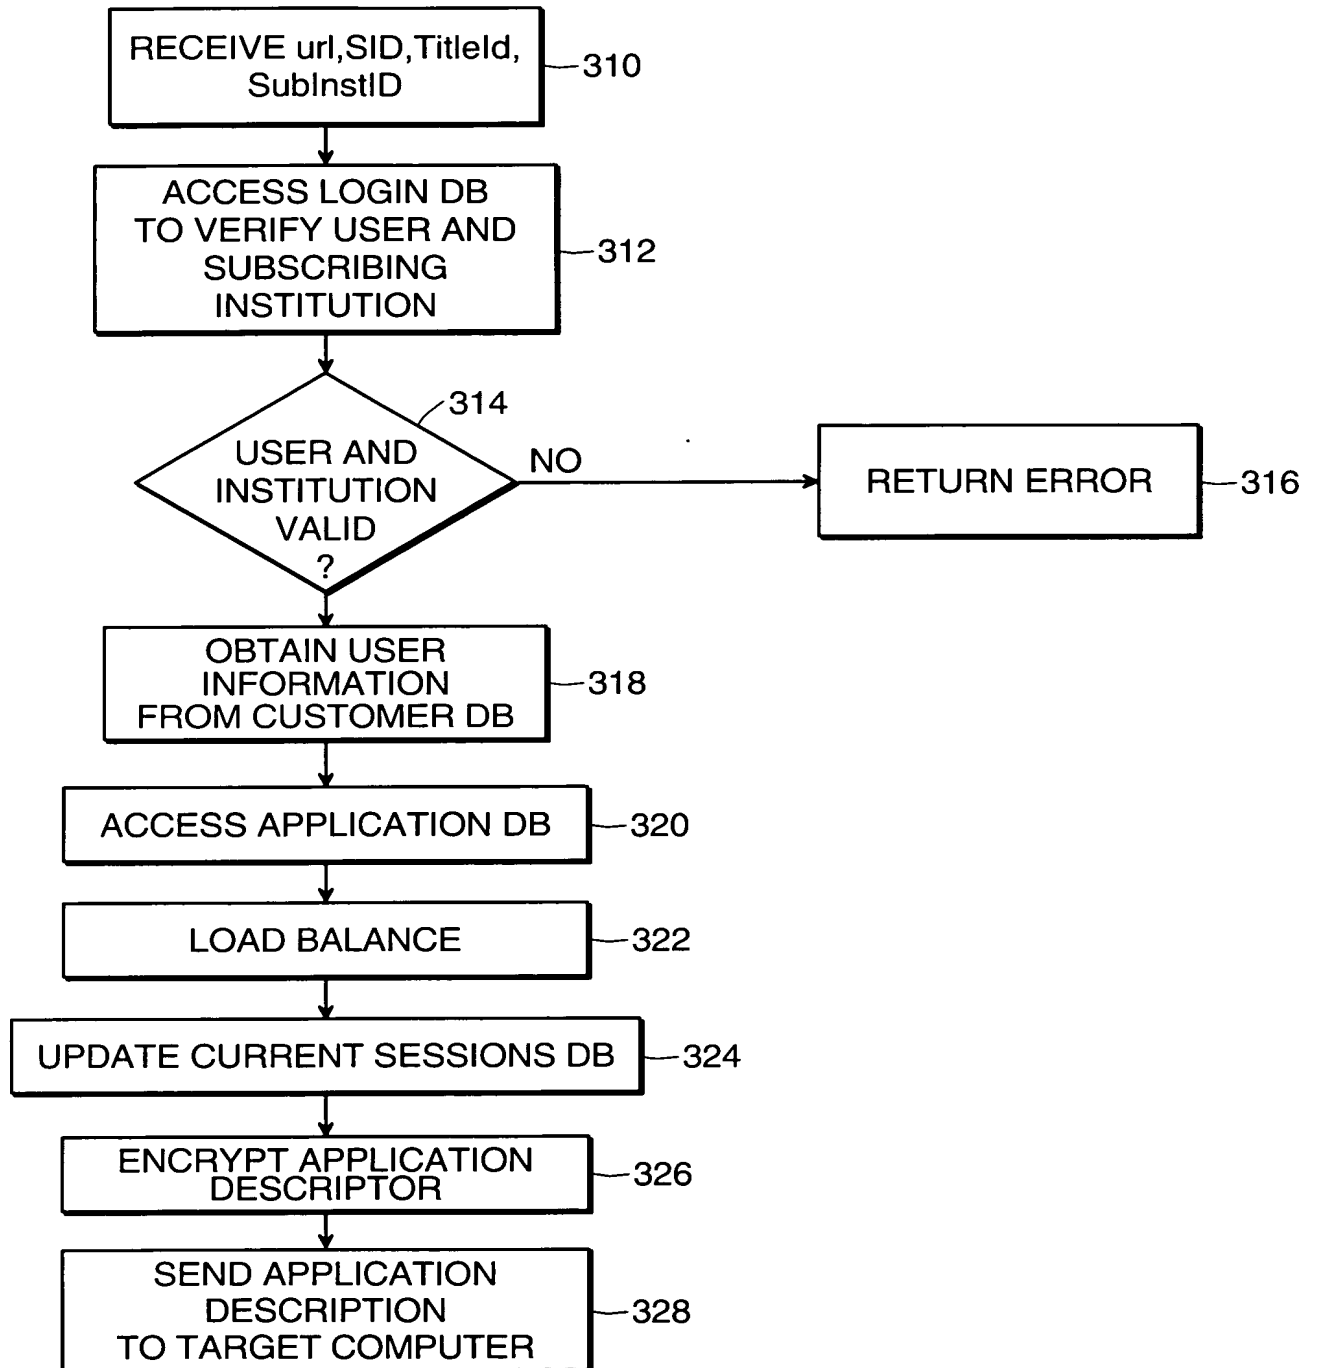 RECEIVE url,SID,TitleId,
SubInstID
310
ACCESS LOGIN DB
TO VERIFY USER AND
SUBSCRIBING
INSTITUTION
312
314
USER AND
INSTITUTION
VALID
?
NO
RETURN ERROR
316
OBTAIN USER
INFORMATION
FROM CUSTOMER DB
318
ACCESS APPLICATION DB
320
LOAD BALANCE
322
UPDATE CURRENT SESSIONS DB
324
ENCRYPT APPLICATION
DESCRIPTOR
326
SEND APPLICATION
DESCRIPTION
TO TARGET COMPUTER
328